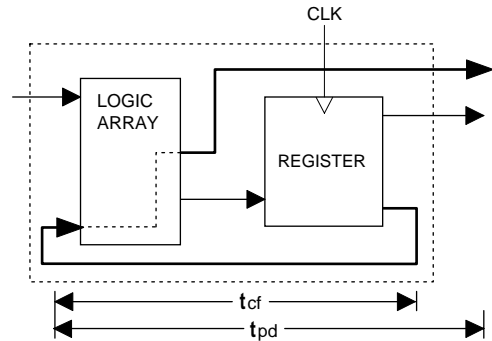 CLK
LOGIC
ARRAY
REGISTER
tcf
tpd